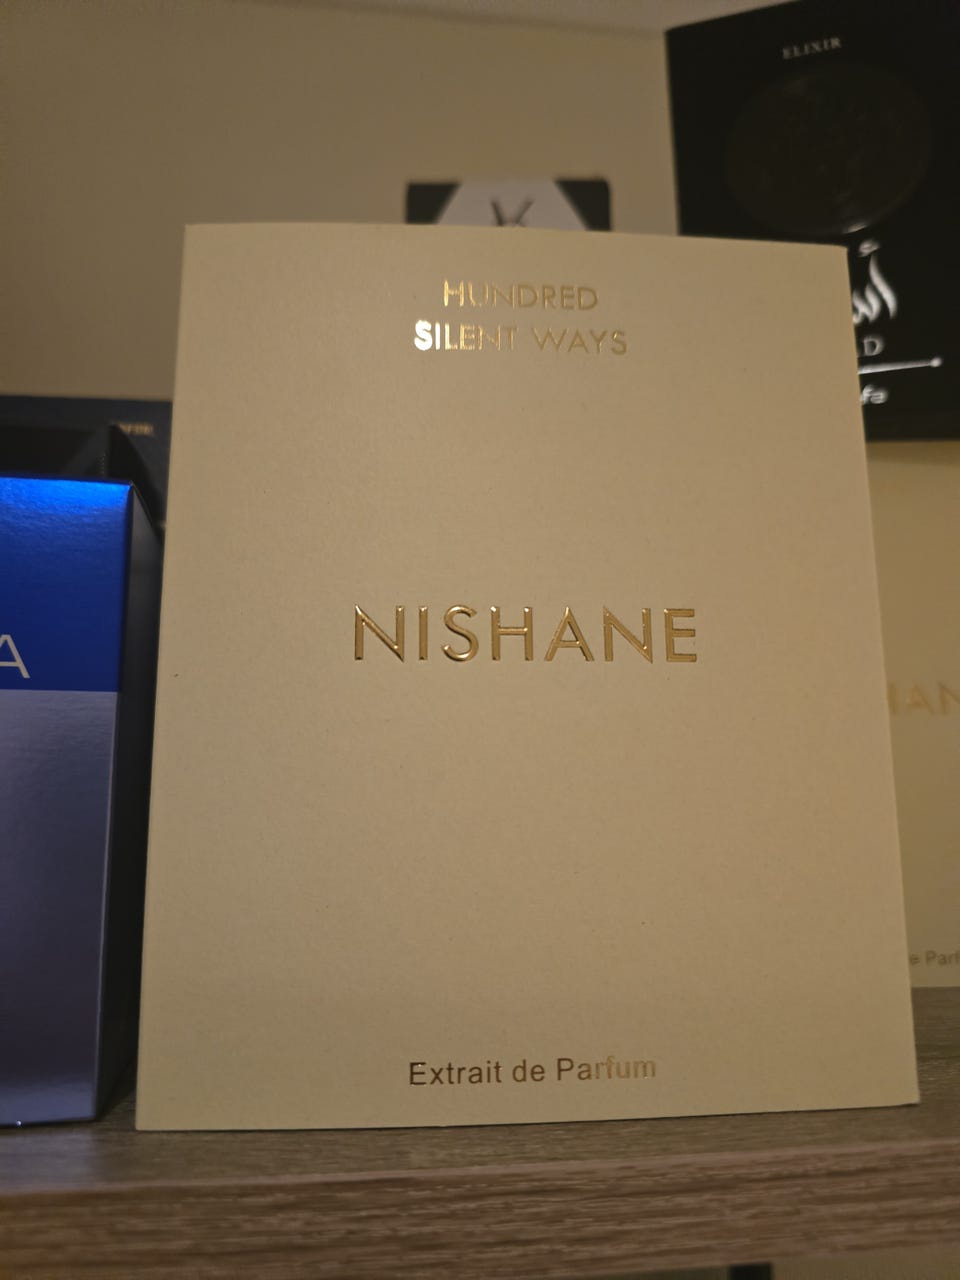 ELIXIR
HUNDRED
SILENT WAYS
NISHANE
Extrait de Parfum